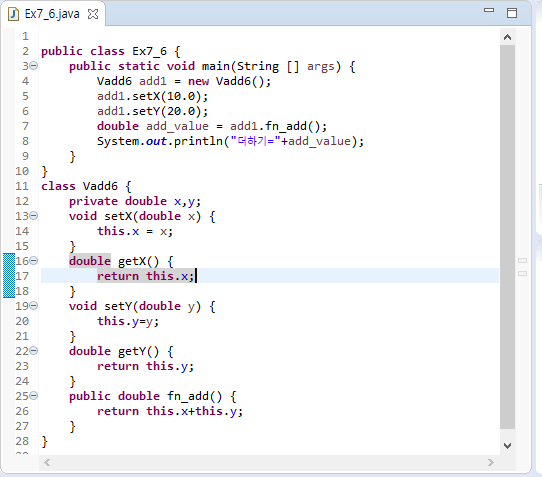 Ex7_6.java
1
2 public class Ex7_6 {
3 public static void main(String [] args) {
4 Vadd6 add1 = new Vadd6();
5 add1.setX(10.0);
6 add1.setY(20.0);
7 double add_value = add1.fn_add();
8 System.out.println("더하기="+add_value);
9 }
10 }
11 class Vadd6 {
12 private double x,y;
13 void setX(double x) {
14 this.x = x;
15 }
16 double getX() {
17 return this.x;
18 }
19 void setY(double y) {
20 this.y=y;
21 }
22 double getY() {
23 return this.y;
24 }
25 public double fn_add() {
26 return this.x+this.y;
27 }
28 }